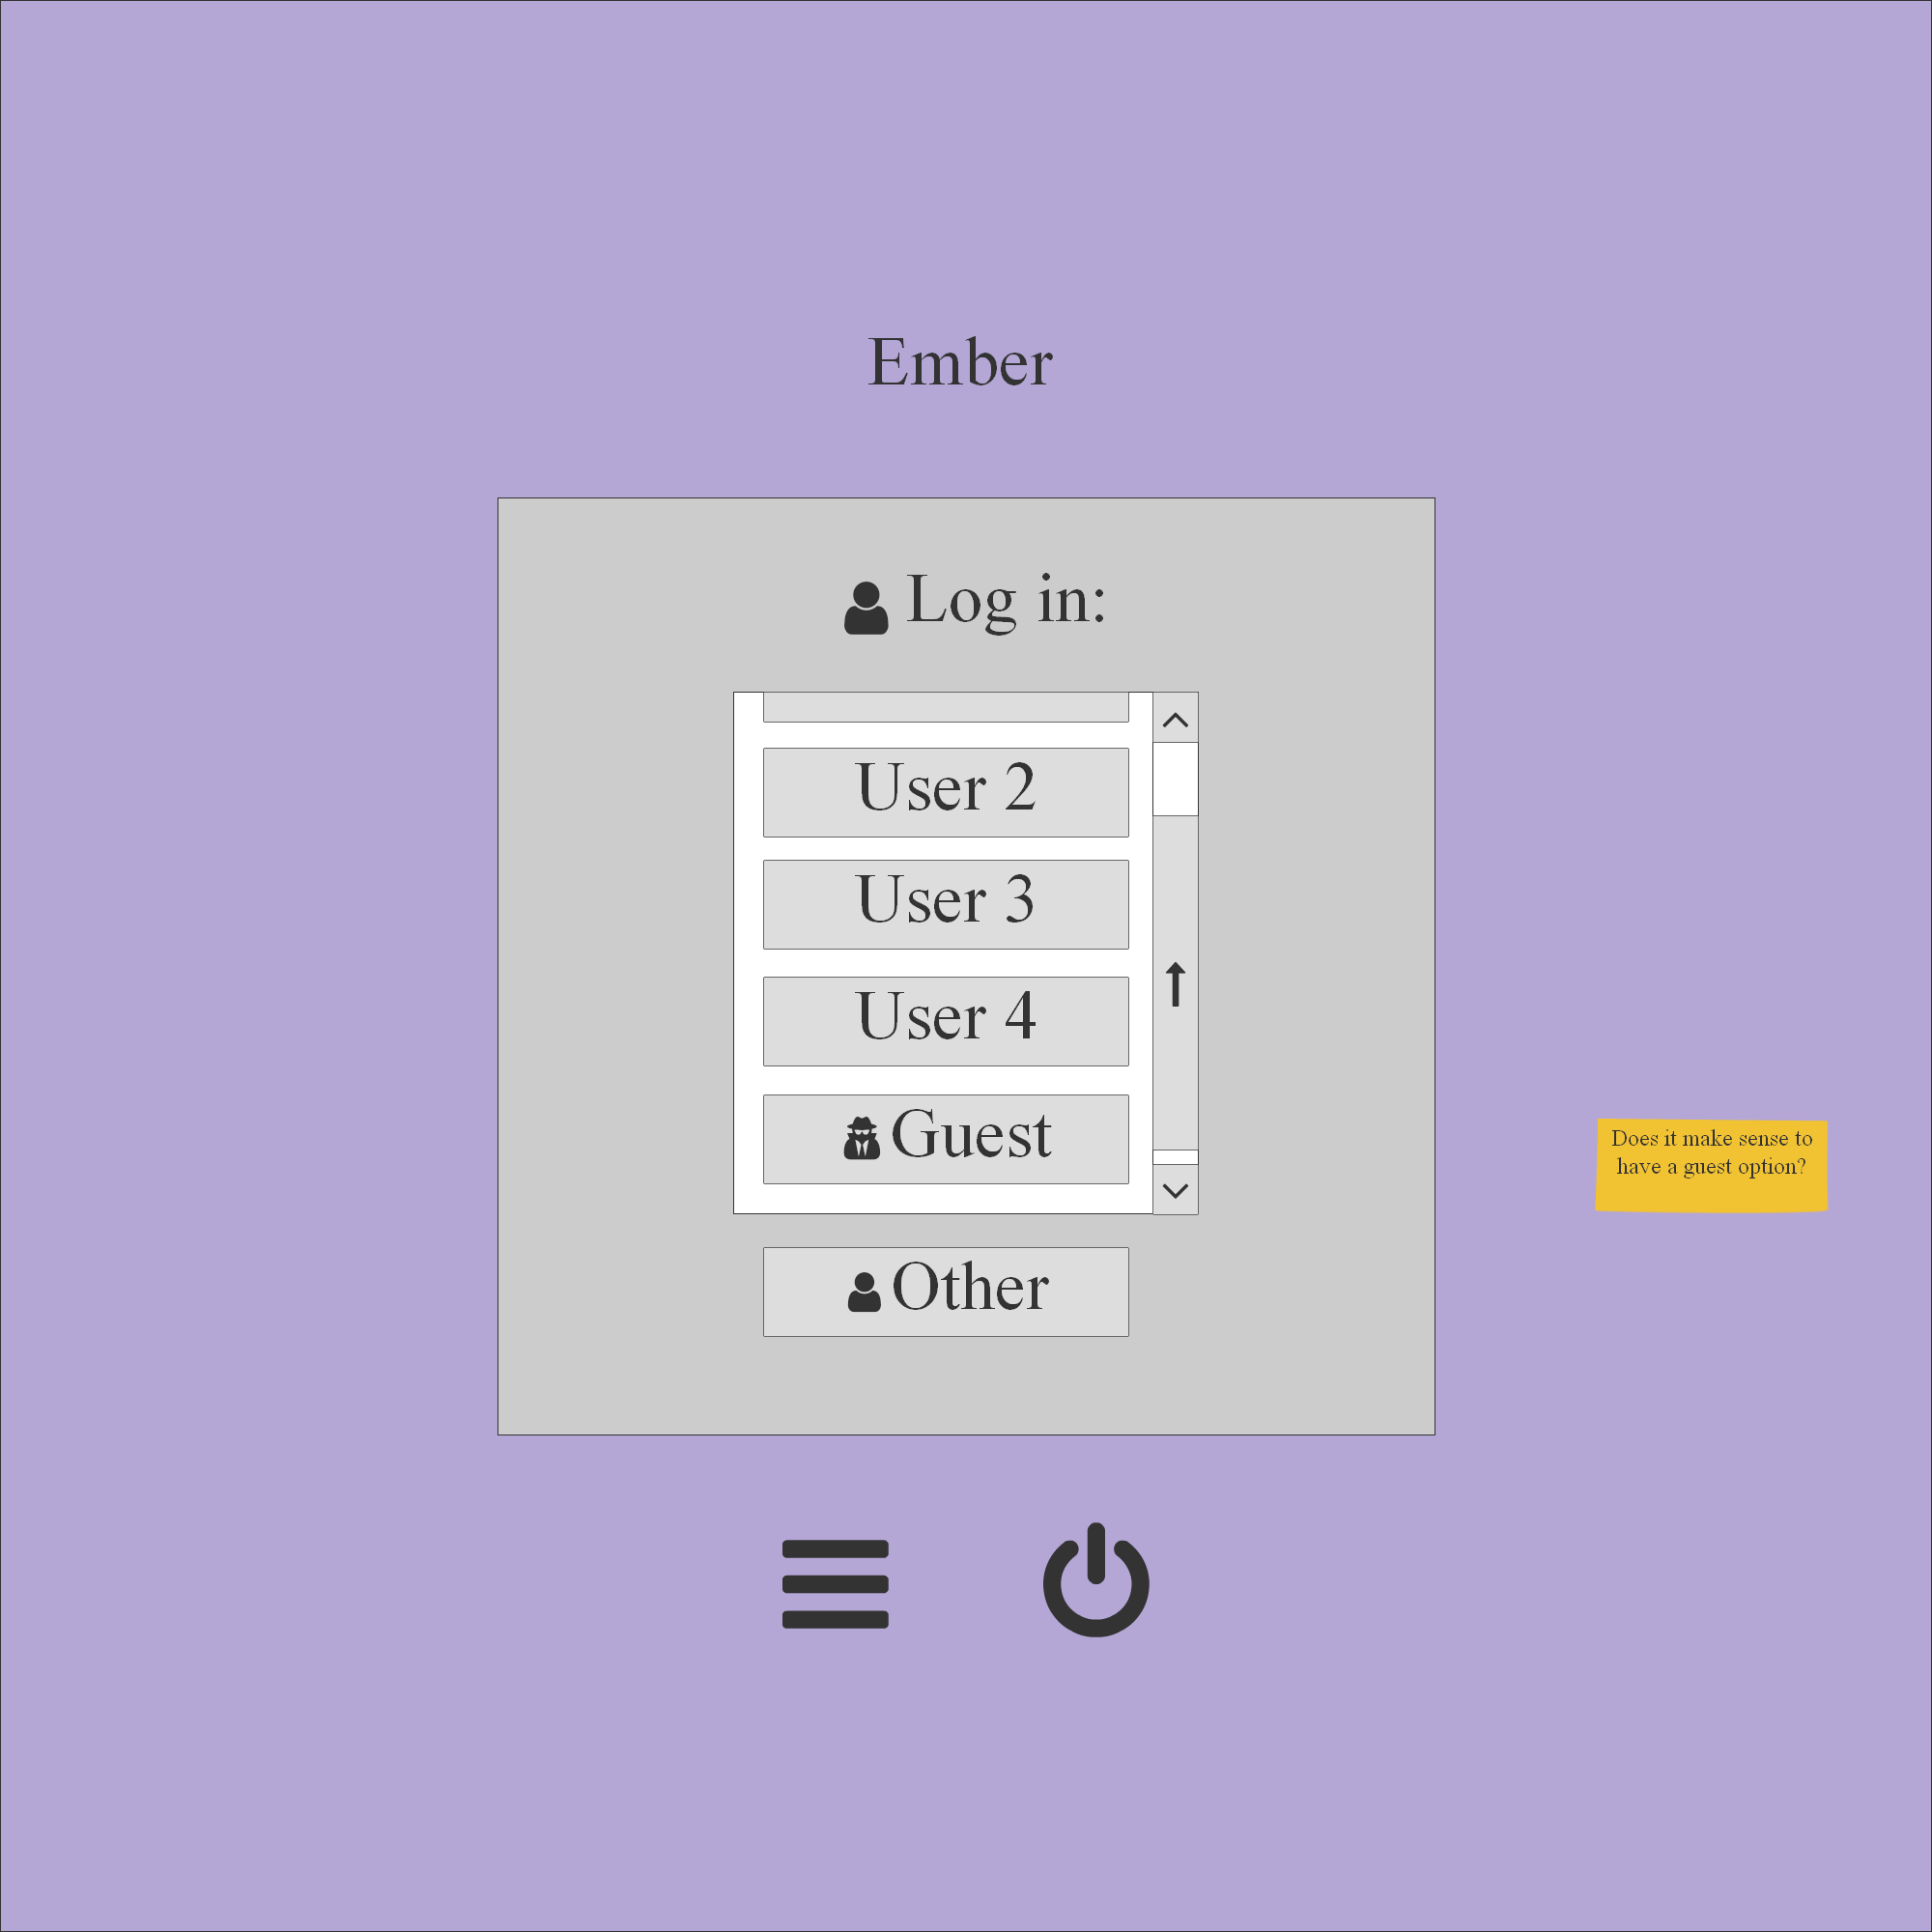 Ember
Log in:
User 2
User 3
User 4
Guest
Other
Does it make sense to
have a guest option?